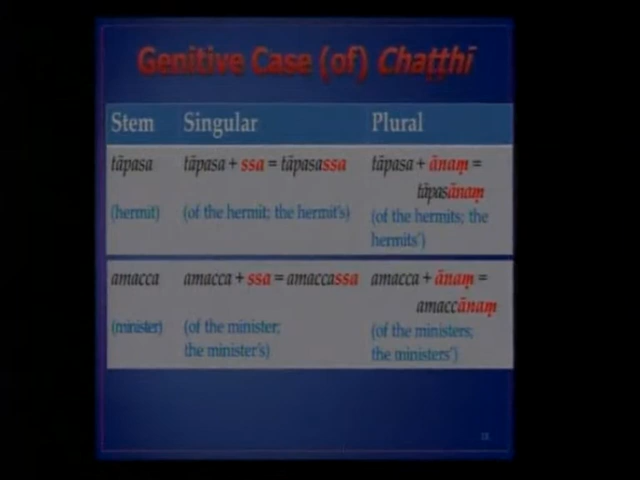 Genitive Case (of) Chaṭṭhī
Stem Singular Plural
tāpasa tāpasa + ssa = tāpasassa tāpasa + ānaṃ =
tāpasānaṃ
(hermit) (of the hermit; the hermit's) (of the hermits; the
hermits')
amacca amacca + ssa = amaccassa amacca + ānaṃ =
amaccānaṃ
(minister) (of the minister; (of the ministers;
the minister's) the ministers')